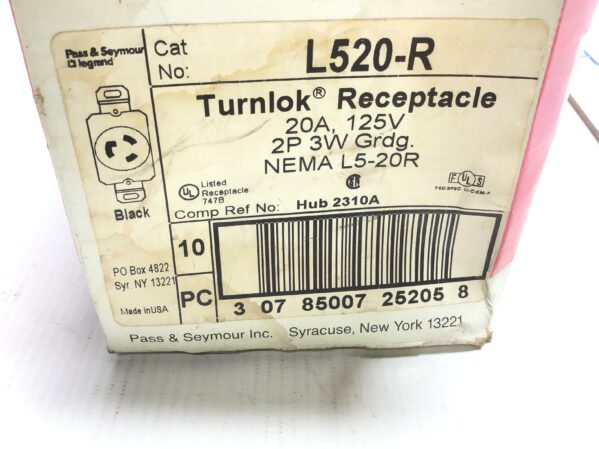 Pass & Seymour
legrand
Cat
No:
L520-R
Turnlok® Receptacle
20A, 125V
2P 3W Grdg.
NEMA L5-20R
Black
UL
Listed
Receptacle
747B
Comp Ref No: Hub 2310A
10
PC
PO Box 4822
Syr. NY 13221
Made in USA
3 07 85007 25205 8
Pass & Seymour Inc. Syracuse, New York 13221